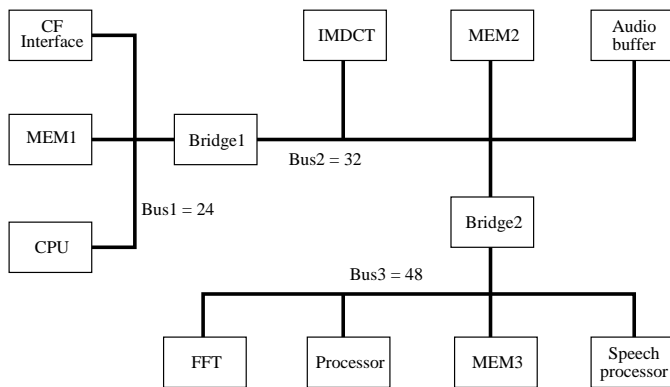 CF
Interface
IMDCT
MEM2
Audio
buffer
MEM1
Bridge1
Bus2 = 32
Bus1 = 24
CPU
Bridge2
Bus3 = 48
FFT
Processor
MEM3
Speech
processor